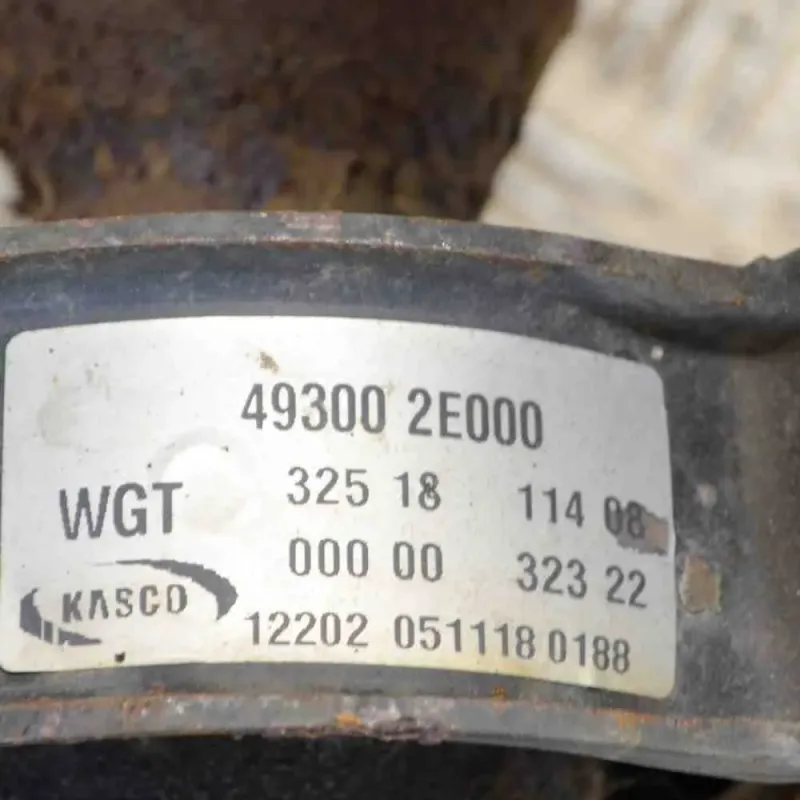 49300 2E000
WGT 325 18 114 08
000 00 323 22
KASCO
12202 051118 0188